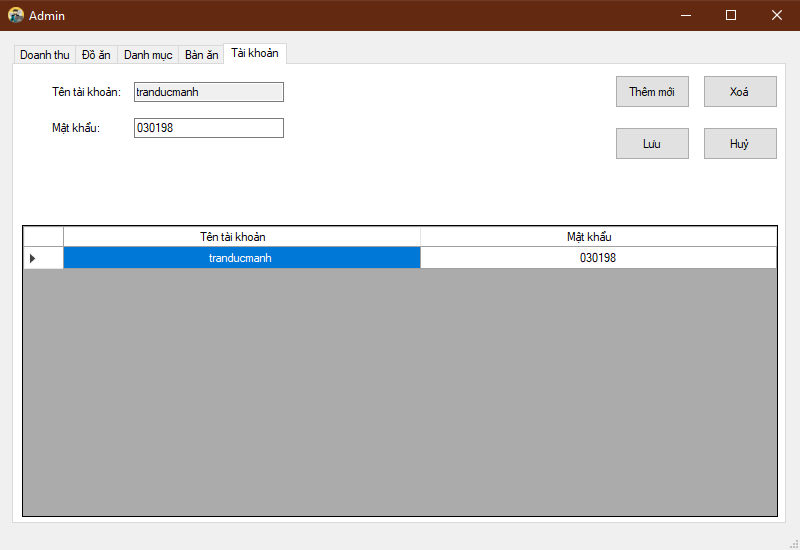 Admin
Doanh thu Đồ ăn Danh mục Bàn ăn Tài khoản
Tên tài khoản: tranducmanh Thêm mới Xoá
Mật khẩu: 030198
Lưu Huỷ
Tên tài khoản Mật khẩu
tranducmanh 030198